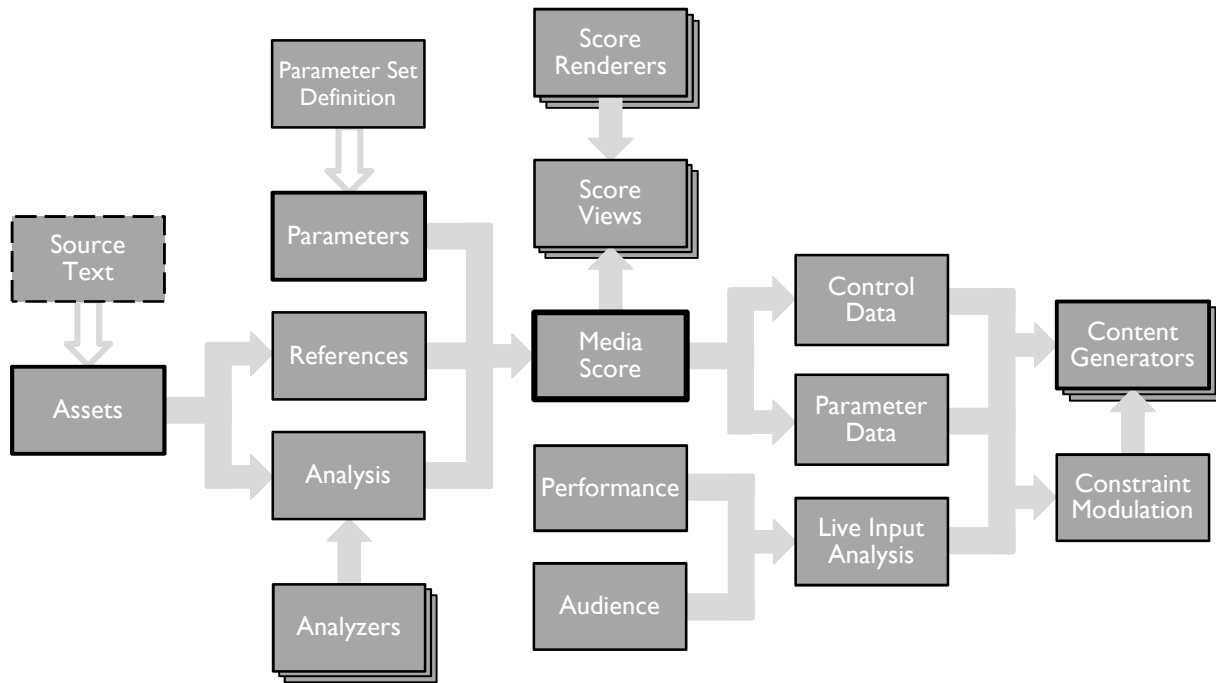 Score
Renderers
Parameter Set
Definition
Score
Views
Source
Text
Parameters
Control
Data
References
Media
Score
Content
Generators
Assets
Parameter
Data
Analysis
Performance
Constraint
Modulation
Live Input
Analysis
Audience
Analyzers